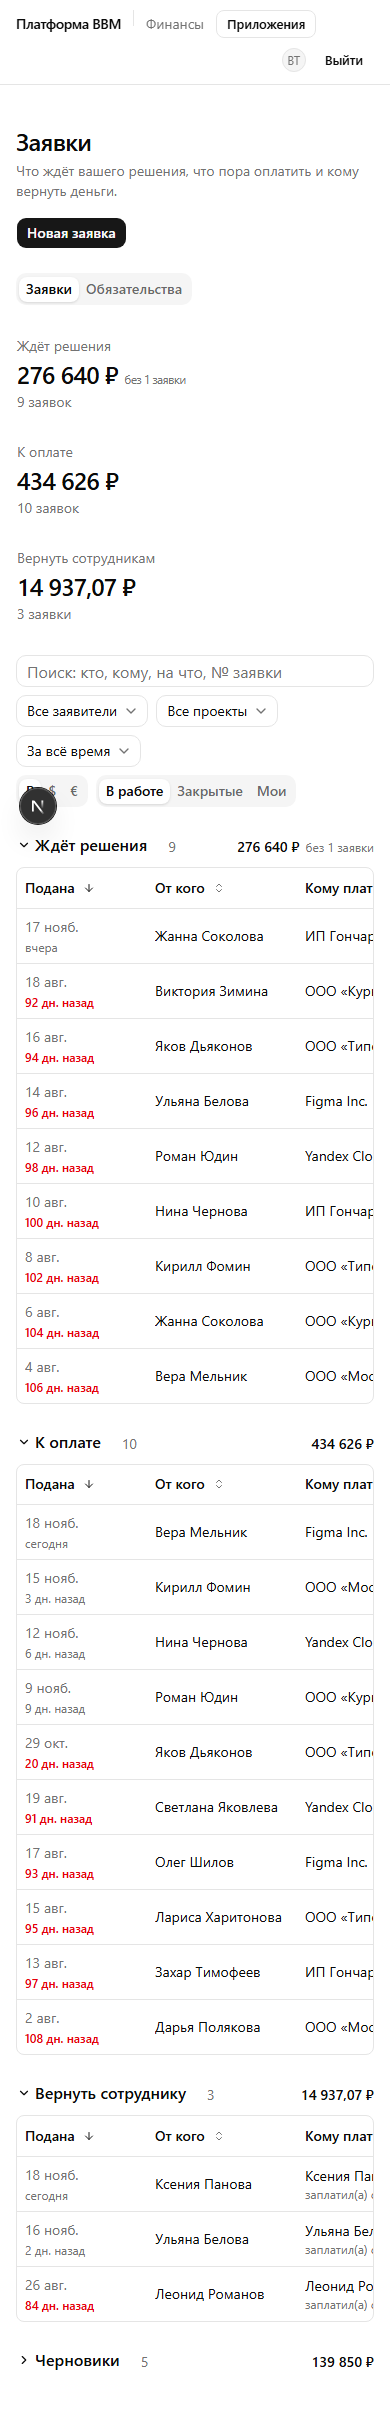 Платформа ВВМ Финансы Приложения
ВТ Выйти
Заявки
Что ждёт вашего решения, что пора оплатить и кому
вернуть деньги.
Новая заявка
Заявки Обязательства
Ждёт решения
276 640 ₽ без 1 заявки
9 заявок
К оплате
434 626 ₽
10 заявок
Вернуть сотрудникам
14 937,07 ₽
3 заявки
Поиск: кто, кому, на что, № заявки
Все заявители Все проекты
За всё время
$ € В работе Закрытые Мои
N
Ждёт решения 9 276 640 ₽ без 1 заявки
Подана От кого Кому плат
17 нояб.
вчера
Жанна Соколова ИП Гончар
18 авг.
92 дн. назад
Виктория Зимина ООО «Кур
16 авг.
94 дн. назад
Яков Дьяконов ООО «Тип
14 авг.
96 дн. назад
Ульяна Белова Figma Inc.
12 авг.
98 дн. назад
Роман Юдин Yandex Clo
10 авг.
100 дн. назад
Нина Чернова ИП Гончар
8 авг.
102 дн. назад
Кирилл Фомин ООО «Тип
6 авг.
104 дн. назад
Жанна Соколова ООО «Кур
4 авг.
106 дн. назад
Вера Мельник ООО «Мос
К оплате 10 434 626 ₽
Подана От кого Кому плат
18 нояб.
сегодня
Вера Мельник Figma Inc.
15 нояб.
3 дн. назад
Кирилл Фомин ООО «Мос
12 нояб.
6 дн. назад
Нина Чернова Yandex Clo
9 нояб.
9 дн. назад
Роман Юдин ООО «Кур
29 окт.
20 дн. назад
Яков Дьяконов ООО «Тип
19 авг.
91 дн. назад
Светлана Яковлева Yandex Clo
17 авг.
93 дн. назад
Олег Шилов Figma Inc.
15 авг.
95 дн. назад
Лариса Харитонова ООО «Тип
13 авг.
97 дн. назад
Захар Тимофеев ИП Гончар
2 авг.
108 дн. назад
Дарья Полякова ООО «Мос
Вернуть сотруднику 3 14 937,07 ₽
Подана От кого Кому плат
18 нояб.
сегодня
Ксения Панова Ксения Па
заплатил(а) с
16 нояб.
2 дн. назад
Ульяна Белова Ульяна Бел
заплатил(а) с
26 авг.
84 дн. назад
Леонид Романов Леонид Ро
заплатил(а) с
Черновики 5 139 850 ₽